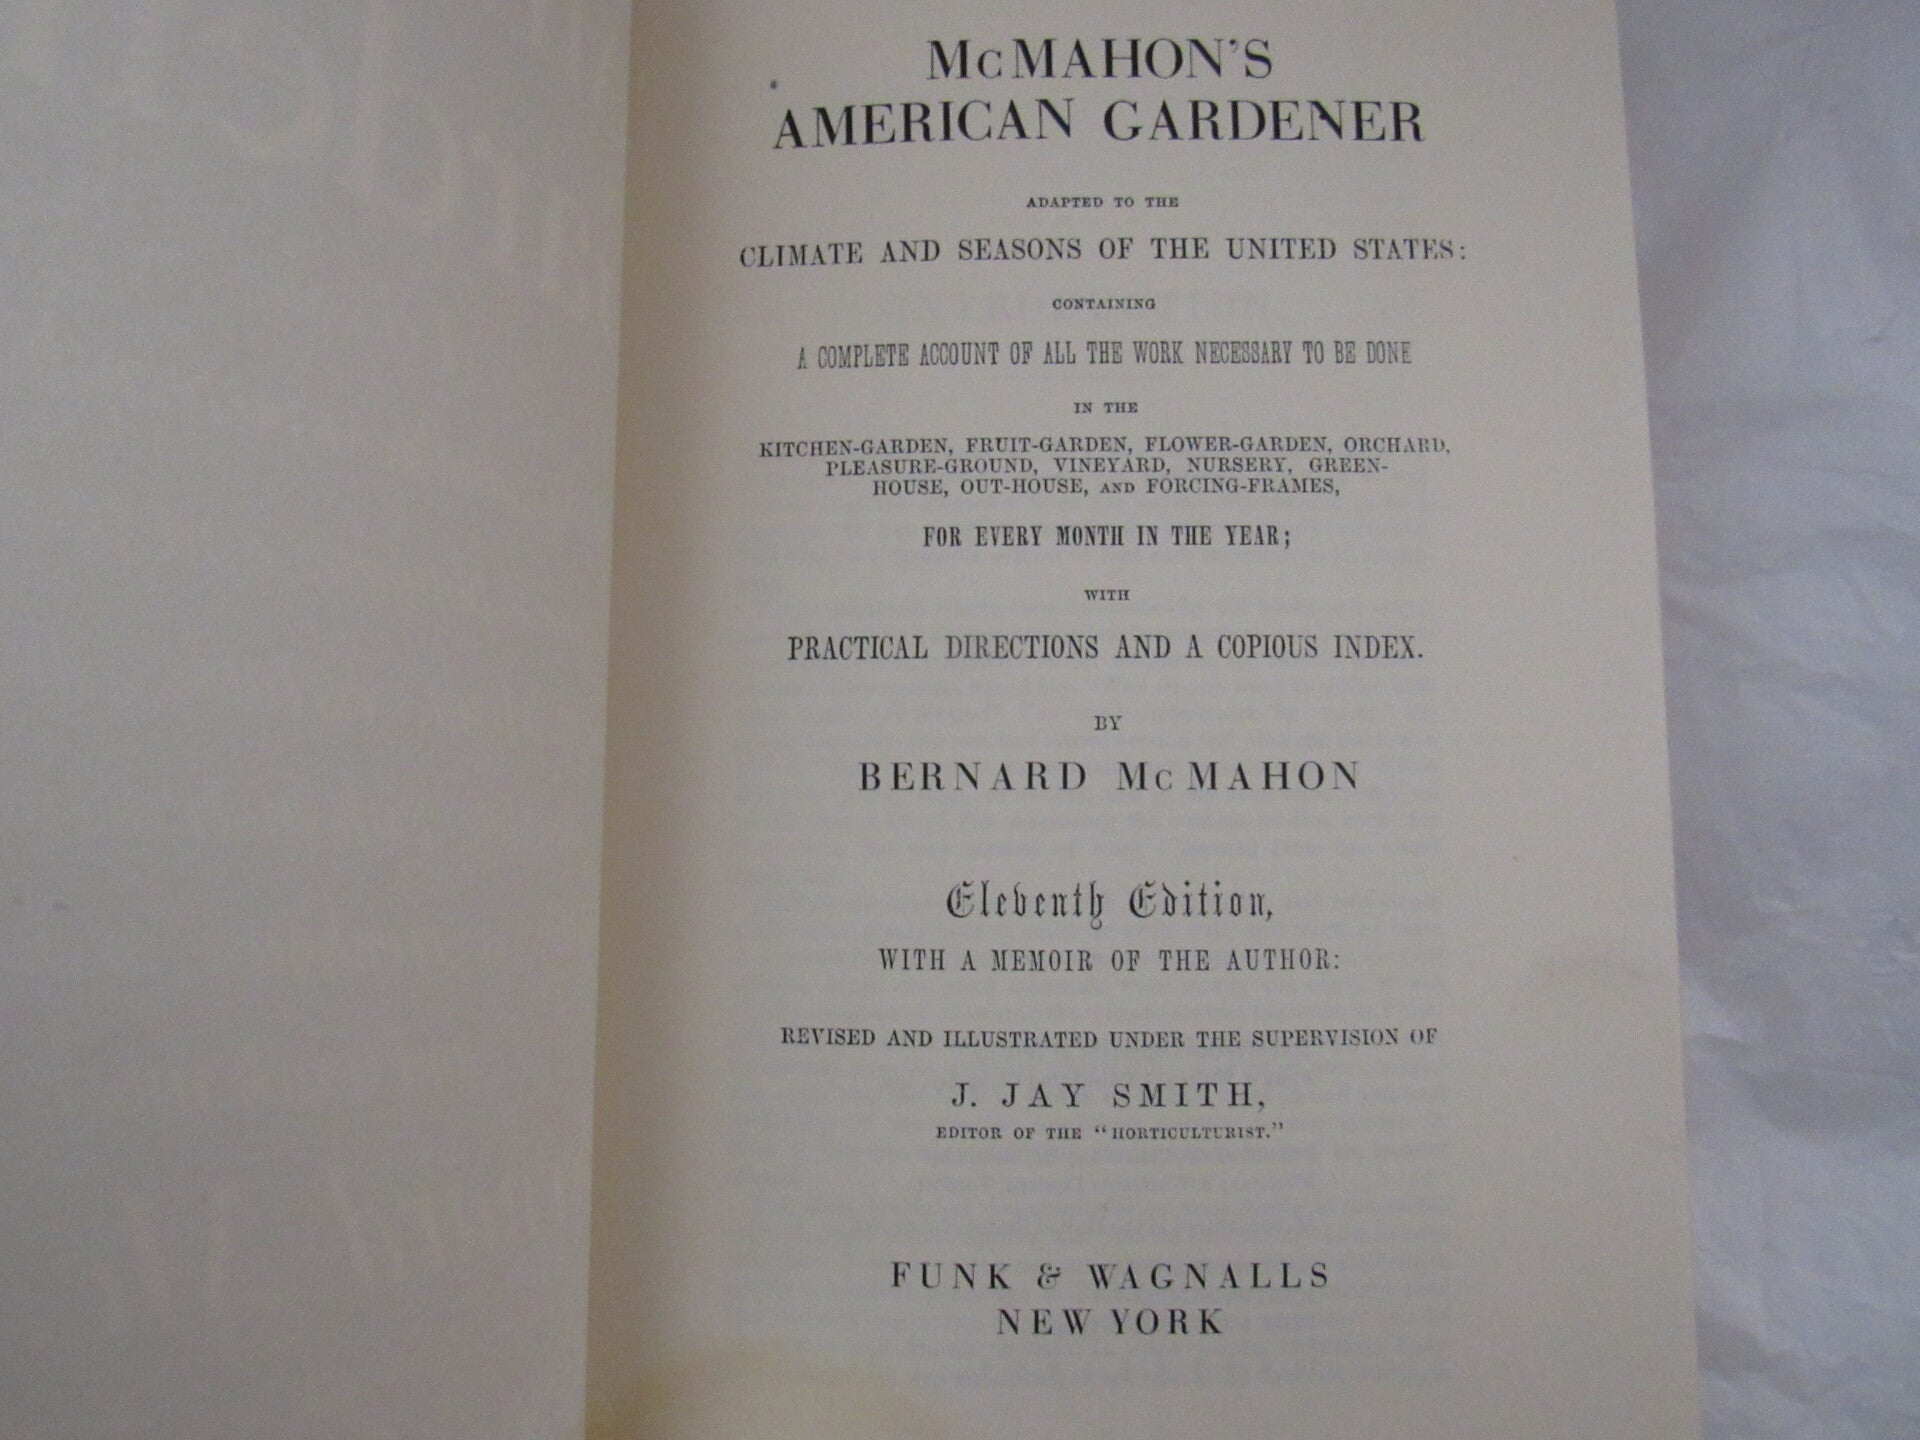 McMAHON'S
AMERICAN GARDENER
ADAPTED TO THE
CLIMATE AND SEASONS OF THE UNITED STATES:
CONTAINING
A COMPLETE ACCOUNT OF ALL THE WORK NECESSARY TO BE DONE
IN THE
KITCHEN-GARDEN, FRUIT-GARDEN, FLOWER-GARDEN, ORCHARD,
PLEASURE-GROUND, VINEYARD, NURSERY, GREEN-
HOUSE, OUT-HOUSE, AND FORCING-FRAMES,
FOR EVERY MONTH IN THE YEAR;
WITH
PRACTICAL DIRECTIONS AND A COPIOUS INDEX.
BY
BERNARD McMAHON
Eleventh Edition,
WITH A MEMOIR OF THE AUTHOR:
REVISED AND ILLUSTRATED UNDER THE SUPERVISION OF
J. JAY SMITH,
EDITOR OF THE "HORTICULTURIST."
FUNK & WAGNALLS
NEW YORK